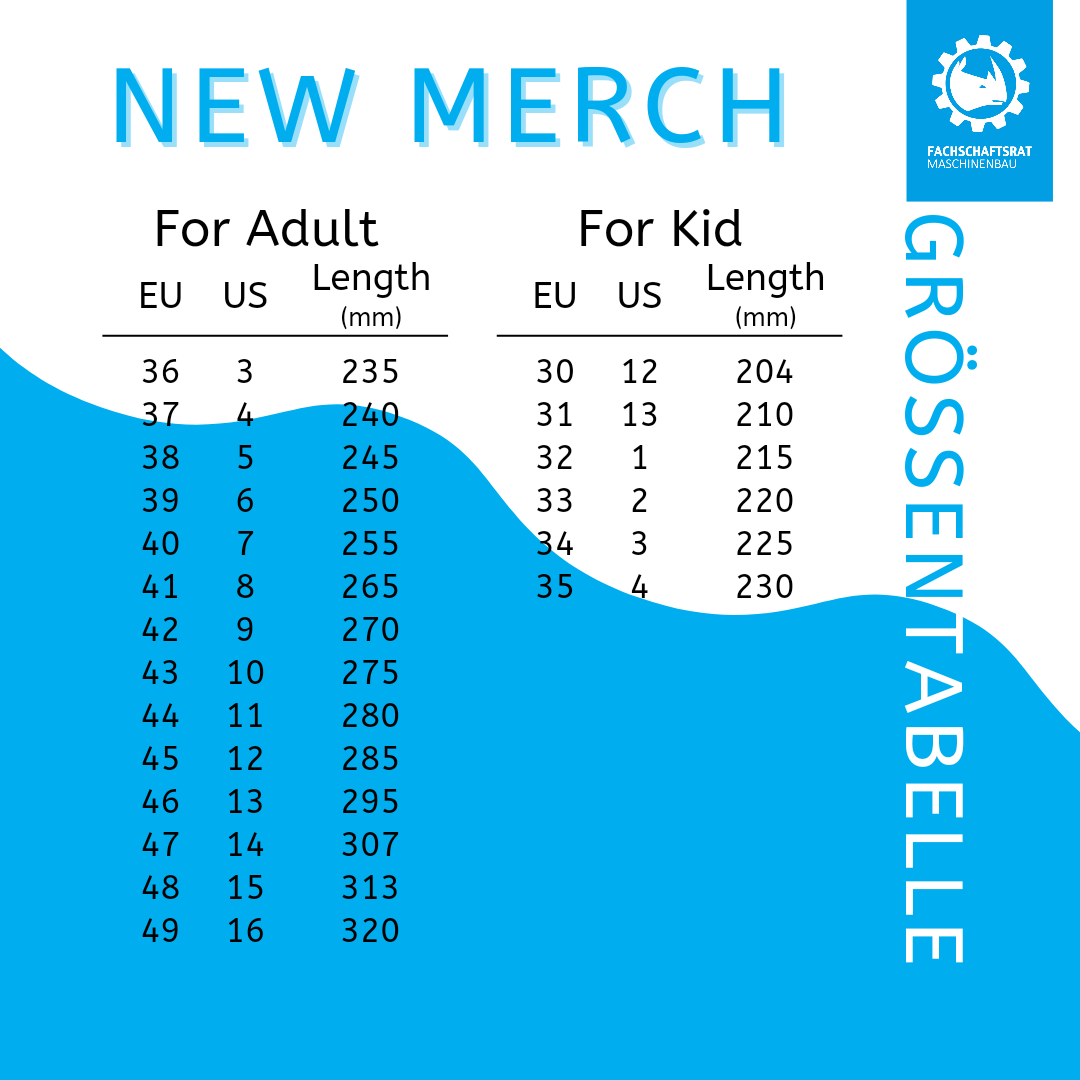 NEW MERCH
FACHSCHAFTSRAT
MASCHINENBAU
GRÖSSENTABELLE
For Adult
EU US Length
(mm)
36 3 235
37 4 240
38 5 245
39 6 250
40 7 255
41 8 265
42 9 270
43 10 275
44 11 280
45 12 285
46 13 295
47 14 307
48 15 313
49 16 320
For Kid
EU US Length
(mm)
30 12 204
31 13 210
32 1 215
33 2 220
34 3 225
35 4 230